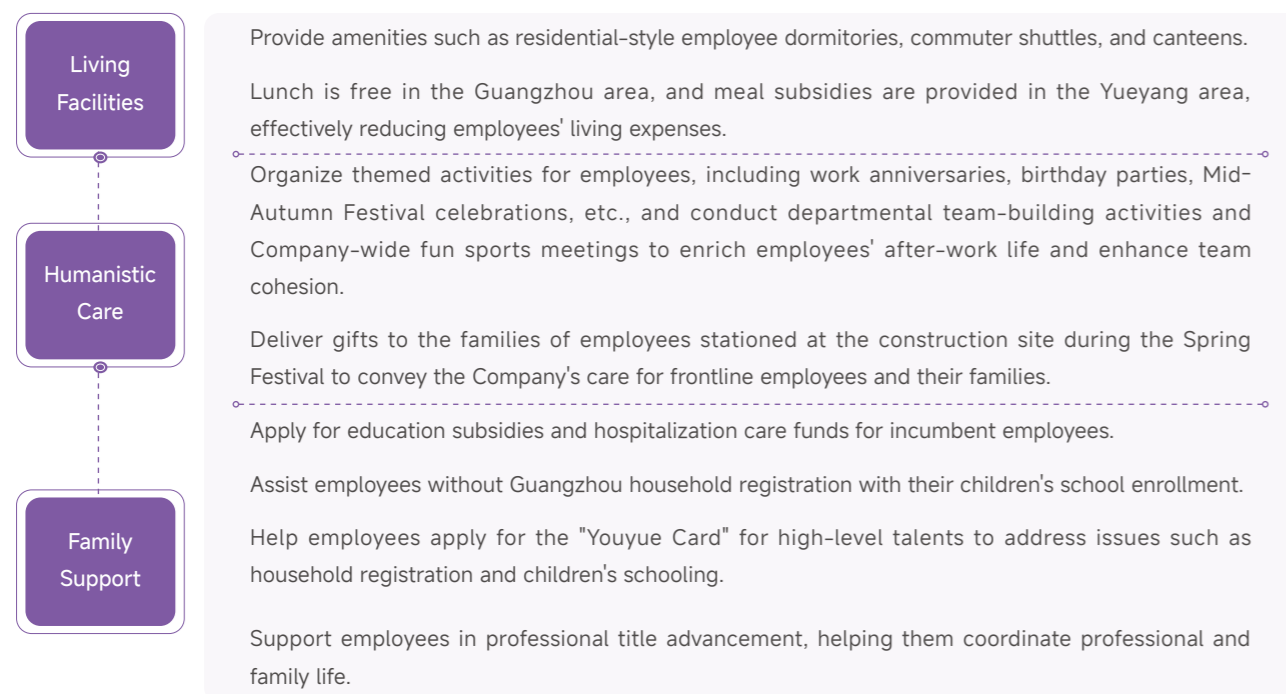 Living
Facilities
Provide amenities such as residential-style employee dormitories, commuter shuttles, and canteens.
Lunch is free in the Guangzhou area, and meal subsidies are provided in the Yueyang area,
effectively reducing employees' living expenses.
Humanistic
Care
Organize themed activities for employees, including work anniversaries, birthday parties, Mid-
Autumn Festival celebrations, etc., and conduct departmental team-building activities and
Company-wide fun sports meetings to enrich employees' after-work life and enhance team
cohesion.
Deliver gifts to the families of employees stationed at the construction site during the Spring
Festival to convey the Company's care for frontline employees and their families.
Family
Support
Apply for education subsidies and hospitalization care funds for incumbent employees.
Assist employees without Guangzhou household registration with their children's school enrollment.
Help employees apply for the "Youyue Card" for high-level talents to address issues such as
household registration and children's schooling.
Support employees in professional title advancement, helping them coordinate professional and
family life.